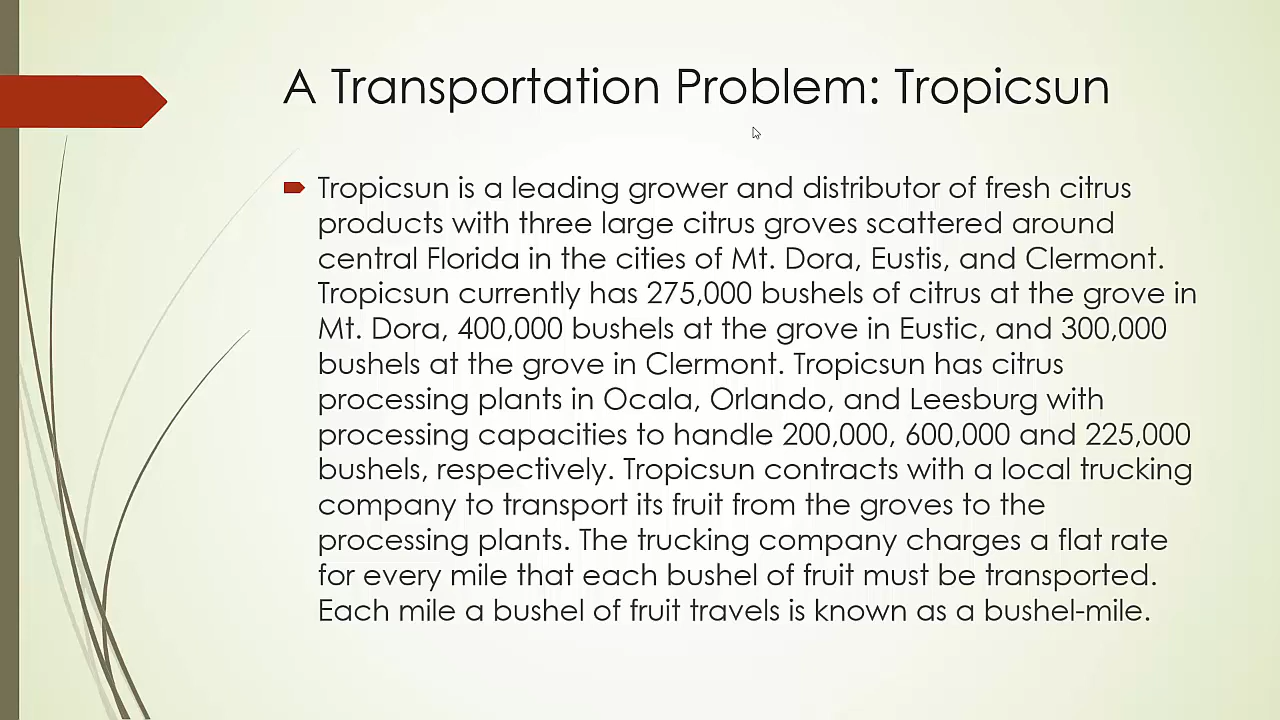 A Transportation Problem: Tropicsun
Tropicsun is a leading grower and distributor of fresh citrus
products with three large citrus groves scattered around
central Florida in the cities of Mt. Dora, Eustis, and Clermont.
Tropicsun currently has 275,000 bushels of citrus at the grove in
Mt. Dora, 400,000 bushels at the grove in Eustic, and 300,000
bushels at the grove in Clermont. Tropicsun has citrus
processing plants in Ocala, Orlando, and Leesburg with
processing capacities to handle 200,000, 600,000 and 225,000
bushels, respectively. Tropicsun contracts with a local trucking
company to transport its fruit from the groves to the
processing plants. The trucking company charges a flat rate
for every mile that each bushel of fruit must be transported.
Each mile a bushel of fruit travels is known as a bushel-mile.